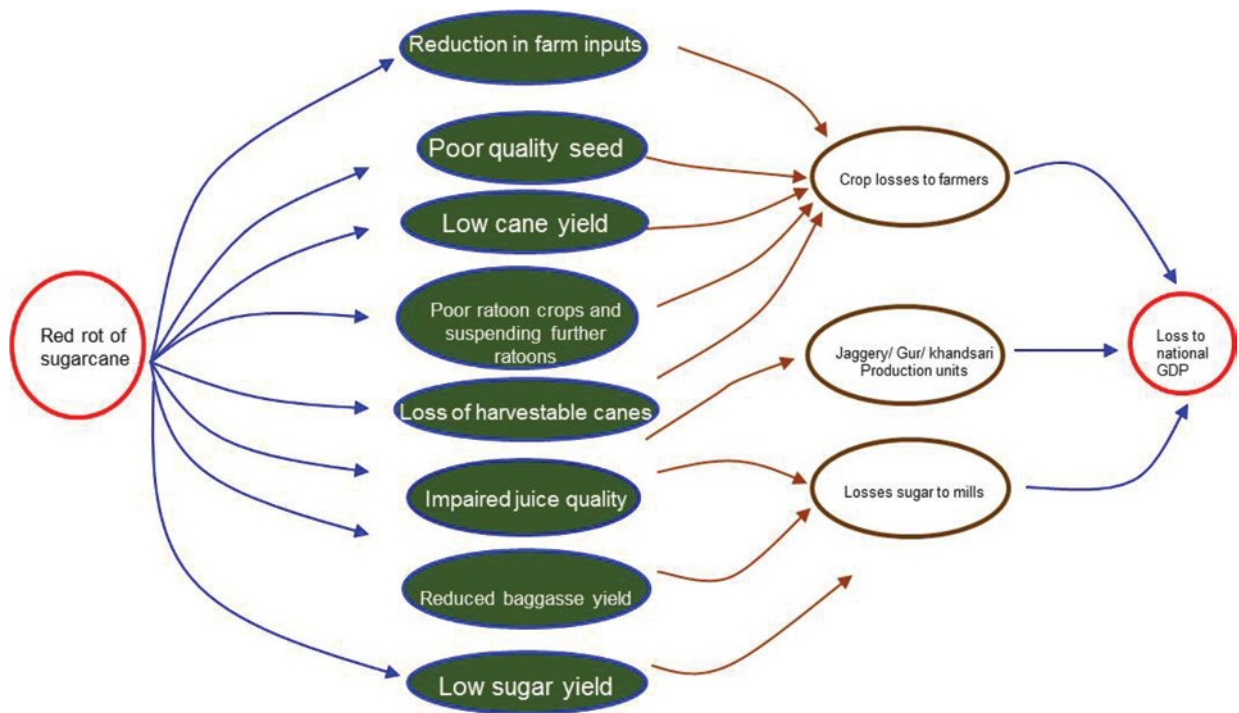 Red rot of
sugarcane
Reduction in farm inputs
Poor quality seed
Low cane yield
Poor ratoon crops and
suspending further
ratoons
Loss of harvestable canes
Impaired juice quality
Reduced baggasse yield
Low sugar yield
Crop losses to farmers
Jaggery/ Gur/ khandsari
Production units
Losses sugar to mills
Loss to
national
GDP